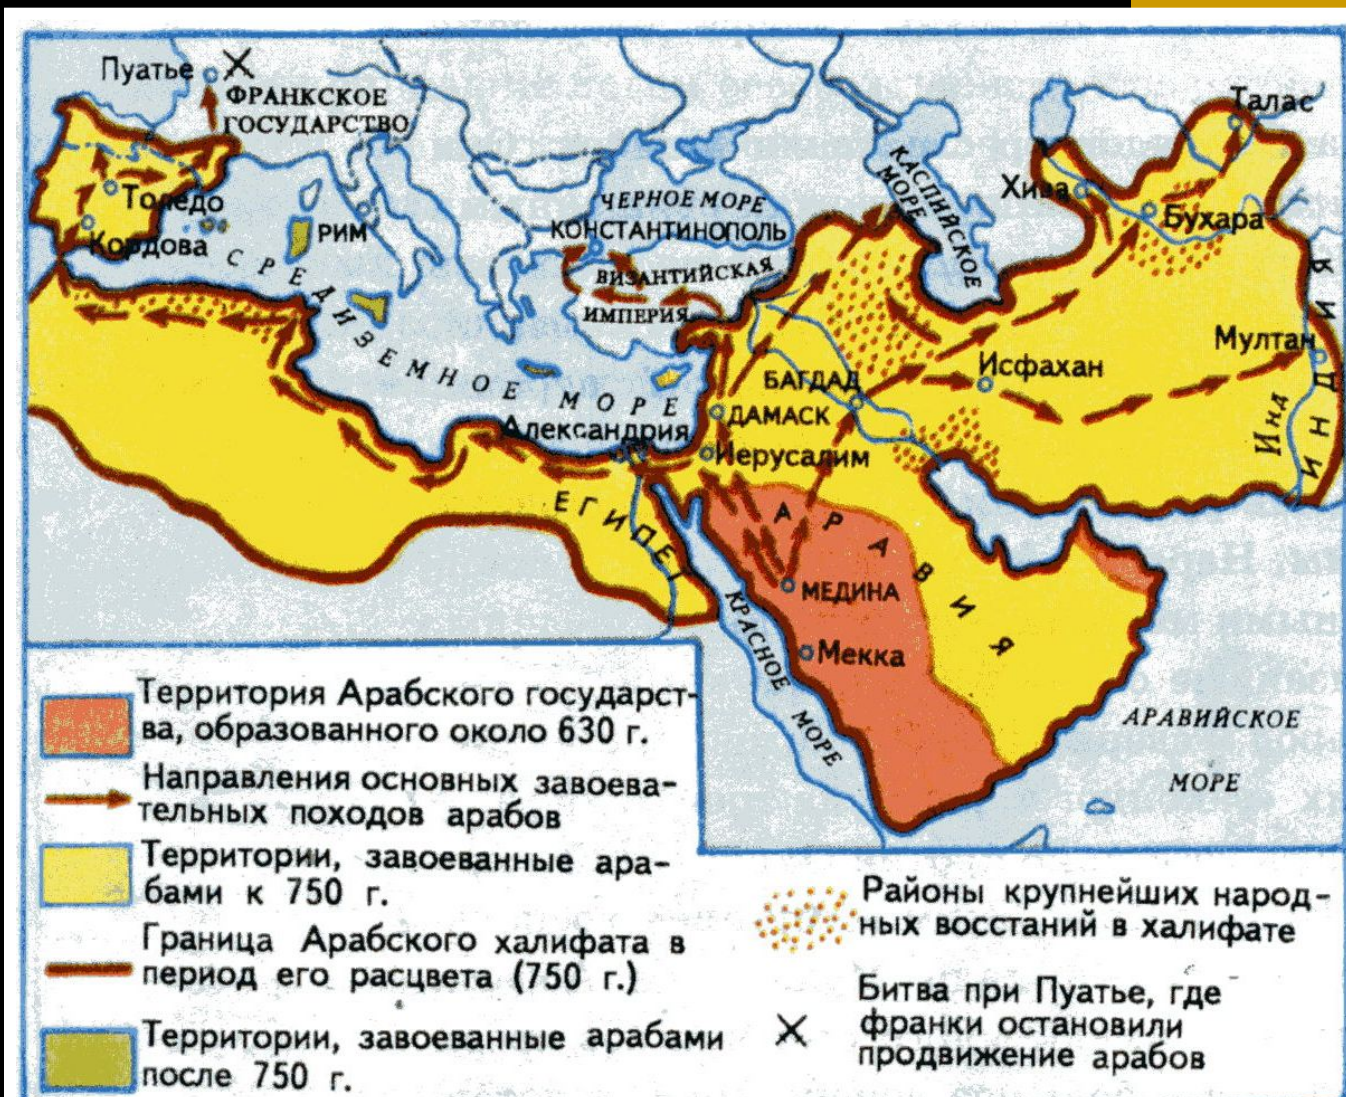 Пуатье
ФРАНКСКОЕ
ГОСУДАРСТВО
Талас
КАСПИЙСКОЕ
МОРЕ
Хива
Бухара
Толедо
Кордова
ЧЕРНОЕ МОРЕ
РИМ
КОНСТАНТИНОПОЛЬ
ВИЗАНТИЙСКАЯ
ИМПЕРИЯ
СРЕДИЗЕМНОЕ МОРЕ
Мултан
Исфахан
БАГДАД
ДАМАСК
Инд
ИНДИЯ
Александрия
Иерусалим
ЕГИПЕТ
АРАВИЯ
МЕДИНА
КРАСНОЕ
МОРЕ
Мекка
АРАВИЙСКОЕ
МОРЕ
Территория Арабского государст-
ва, образованного около 630 г.
Направления основных завоева-
тельных походов арабов
Территории, завоеванные ара-
бами к 750 г.
Граница Арабского халифата в
период его расцвета (750 г.)
Территории, завоеванные арабами
после 750 г.
Районы крупнейших народ-
ных восстаний в халифате
Битва при Пуатье, где
франки остановили
продвижение арабов